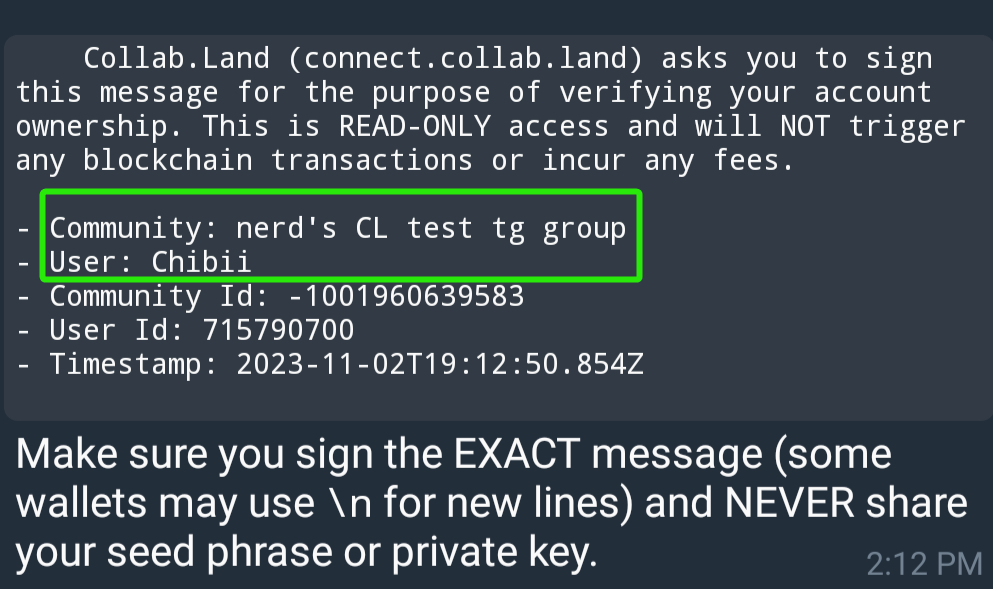 Collab.Land (connect.collab.land) asks you to sign
this message for the purpose of verifying your account
ownership. This is READ-ONLY access and will NOT trigger
any blockchain transactions or incur any fees.
- Community: nerd's CL test tg group
- User: Chibii
- Community Id: -1001960639583
- User Id: 715790700
- Timestamp: 2023-11-02T19:12:50.854Z
Make sure you sign the EXACT message (some
wallets may use \n for new lines) and NEVER share
your seed phrase or private key.
2:12 PM